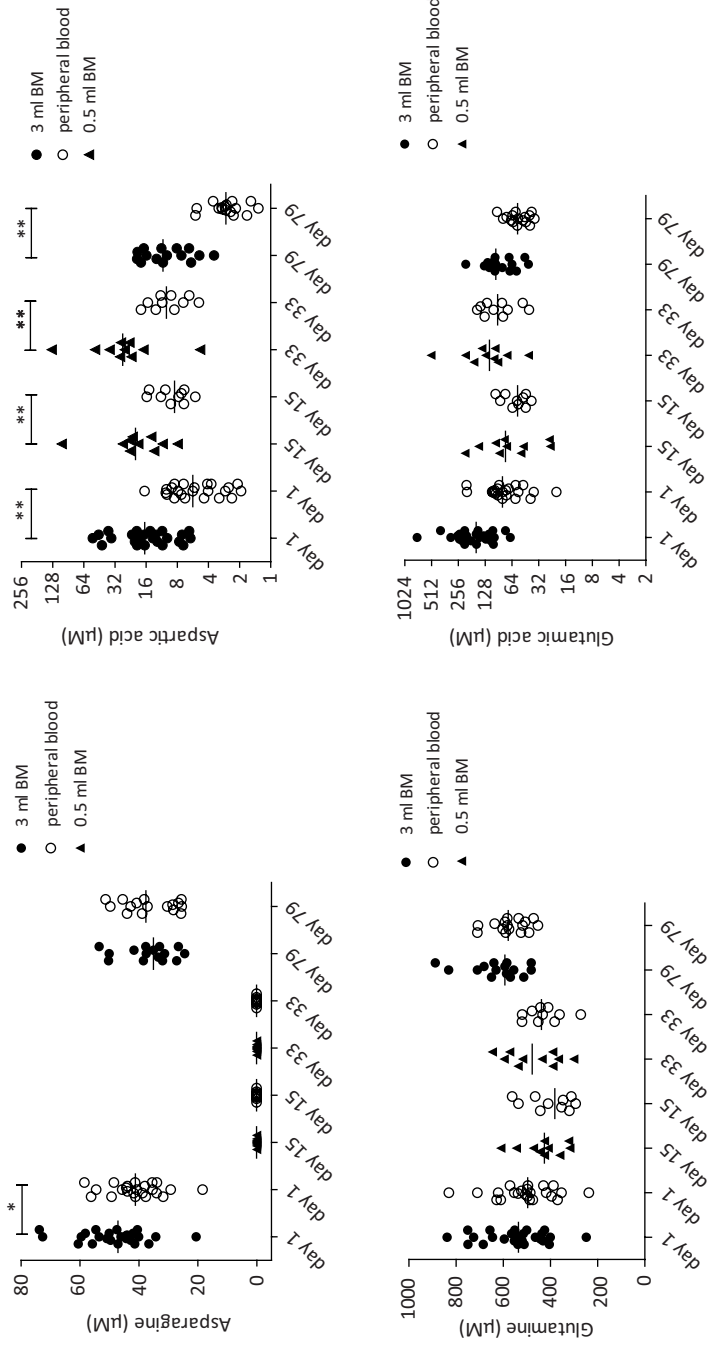 3 ml BM
peripheral blood
0.5 ml BM
*
Asparagine (µM)
80
60
40
20
0
day 1
day 1
day 15
day 15
day 33
day 33
day 79
day 79
3 ml BM
peripheral blood
0.5 ml BM
**
**
**
**
Aspartic acid (µM)
256
128
64
32
16
8
4
2
1
day 1
day 1
day 15
day 15
day 33
day 33
day 79
day 79
3 ml BM
peripheral blood
0.5 ml BM
Glutamine (µM)
1000
800
600
400
200
0
day 1
day 1
day 15
day 15
day 33
day 33
day 79
day 79
3 ml BM
peripheral blood
0.5 ml BM
Glutamic acid (µM)
1024
512
256
128
64
32
16
8
4
2
day 1
day 1
day 15
day 15
day 33
day 33
day 79
day 79